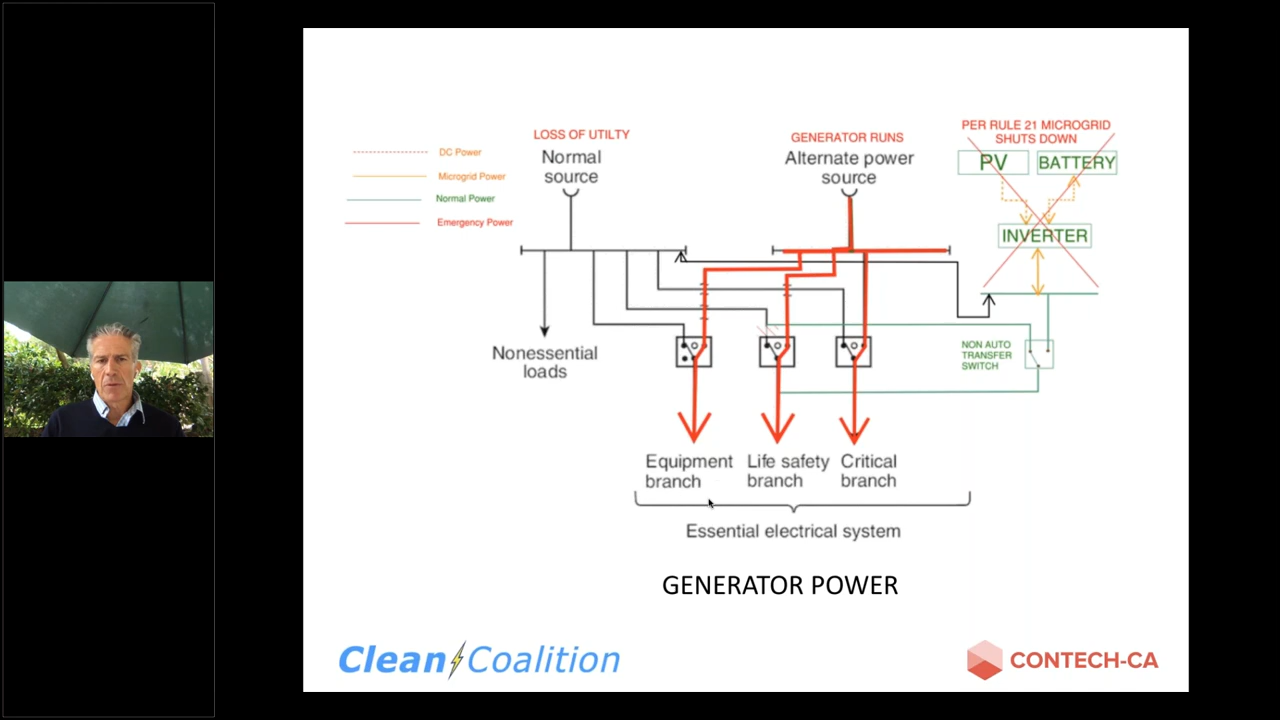 LOSS OF UTILTY
Normal
source
GENERATOR RUNS
Alternate power
source
PER RULE 21 MICROGRID
SHUTS DOWN
PV
BATTERY
INVERTER
DC Power
Microgrid Power
Normal Power
Emergency Power
Nonessential
loads
NON AUTO
TRANSFER
SWITCH
Equipment
branch
Life safety
branch
Critical
branch
Essential electrical system
GENERATOR POWER
Clean Coalition
CONTECH-CA